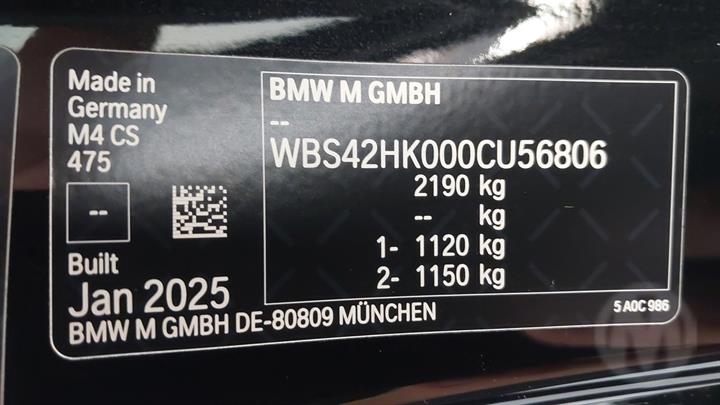 Made in
Germany
M4 CS
475
--
Built
Jan 2025
BMW M GMBH
--
WBS42HK000CU56806
2190 kg
-- kg
1- 1120 kg
2- 1150 kg
BMW M GMBH DE-80809 MÜNCHEN
5 A0C 986
M